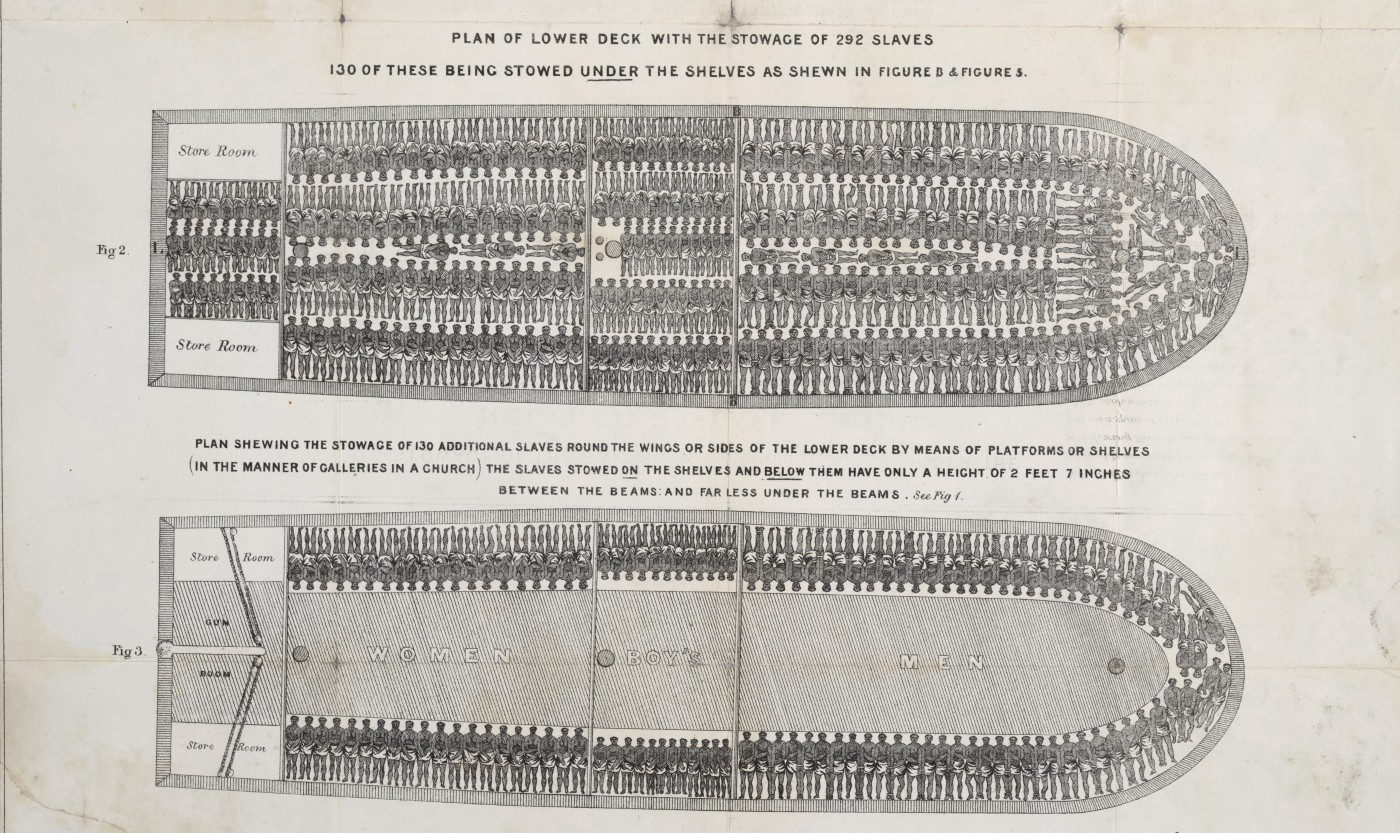 PLAN OF LOWER DECK WITH THE STOWAGE OF 292 SLAVES
130 OF THESE BEING STOWED UNDER THE SHELVES AS SHEWN IN FIGURE B & FIGURE 5.
B
Store Room
Fig 2.
Store Room
B
PLAN SHEWING THE STOWAGE OF 130 ADDITIONAL SLAVES ROUND THE WINGS OR SIDES OF THE LOWER DECK BY MEANS OF PLATFORMS OR SHELVES
(IN THE MANNER OF GALLERIES IN A CHURCH) THE SLAVES STOWED ON THE SHELVES AND BELOW THEM HAVE ONLY A HEIGHT OF 2 FEET 7 INCHES
BETWEEN THE BEAMS: AND FAR LESS UNDER THE BEAMS. See Fig 1.
Store Room
GUN
Fig 3.
WOMEN BOY'S MEN
ROOM
Store Room